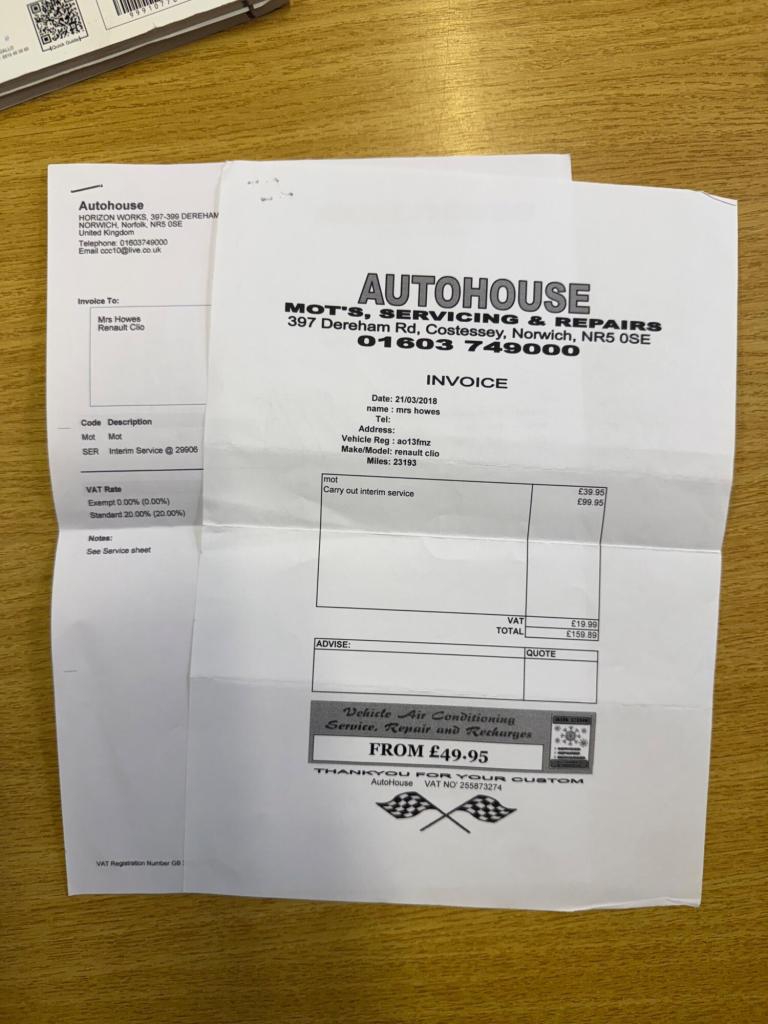 Quick Guide
Autohouse
HORIZON WORKS, 397-399 DEREHAM
NORWICH, Norfolk, NR5 0SE
United Kingdom
Telephone: 01603749000
Email ccc10@live.co.uk
Invoice To:
Mrs Howes
Renault Clio
Code Description
Mot Mot
SER Interim Service @ 29906
VAT Rate
Exempt 0.00% (0.00%)
Standard 20.00% (20.00%)
Notes:
See Service sheet
VAT Registration Number GB
AUTOHOUSE
MOT'S, SERVICING & REPAIRS
397 Dereham Rd, Costessey, Norwich, NR5 0SE
01603 749000
INVOICE
Date: 21/03/2018
name : mrs howes
Tel:
Address:
Vehicle Reg : ao13fmz
Make/Model: renault clio
Miles: 23193
mot £39.95
Carry out interim service £99.95
VAT £19.99
TOTAL £159.89
ADVISE: QUOTE
Vehicle Air Conditioning
Service, Repair and Recharges
FROM £49.95
AIR CON
THANKYOU FOR YOUR CUSTOM
AutoHouse VAT NO' 255873274